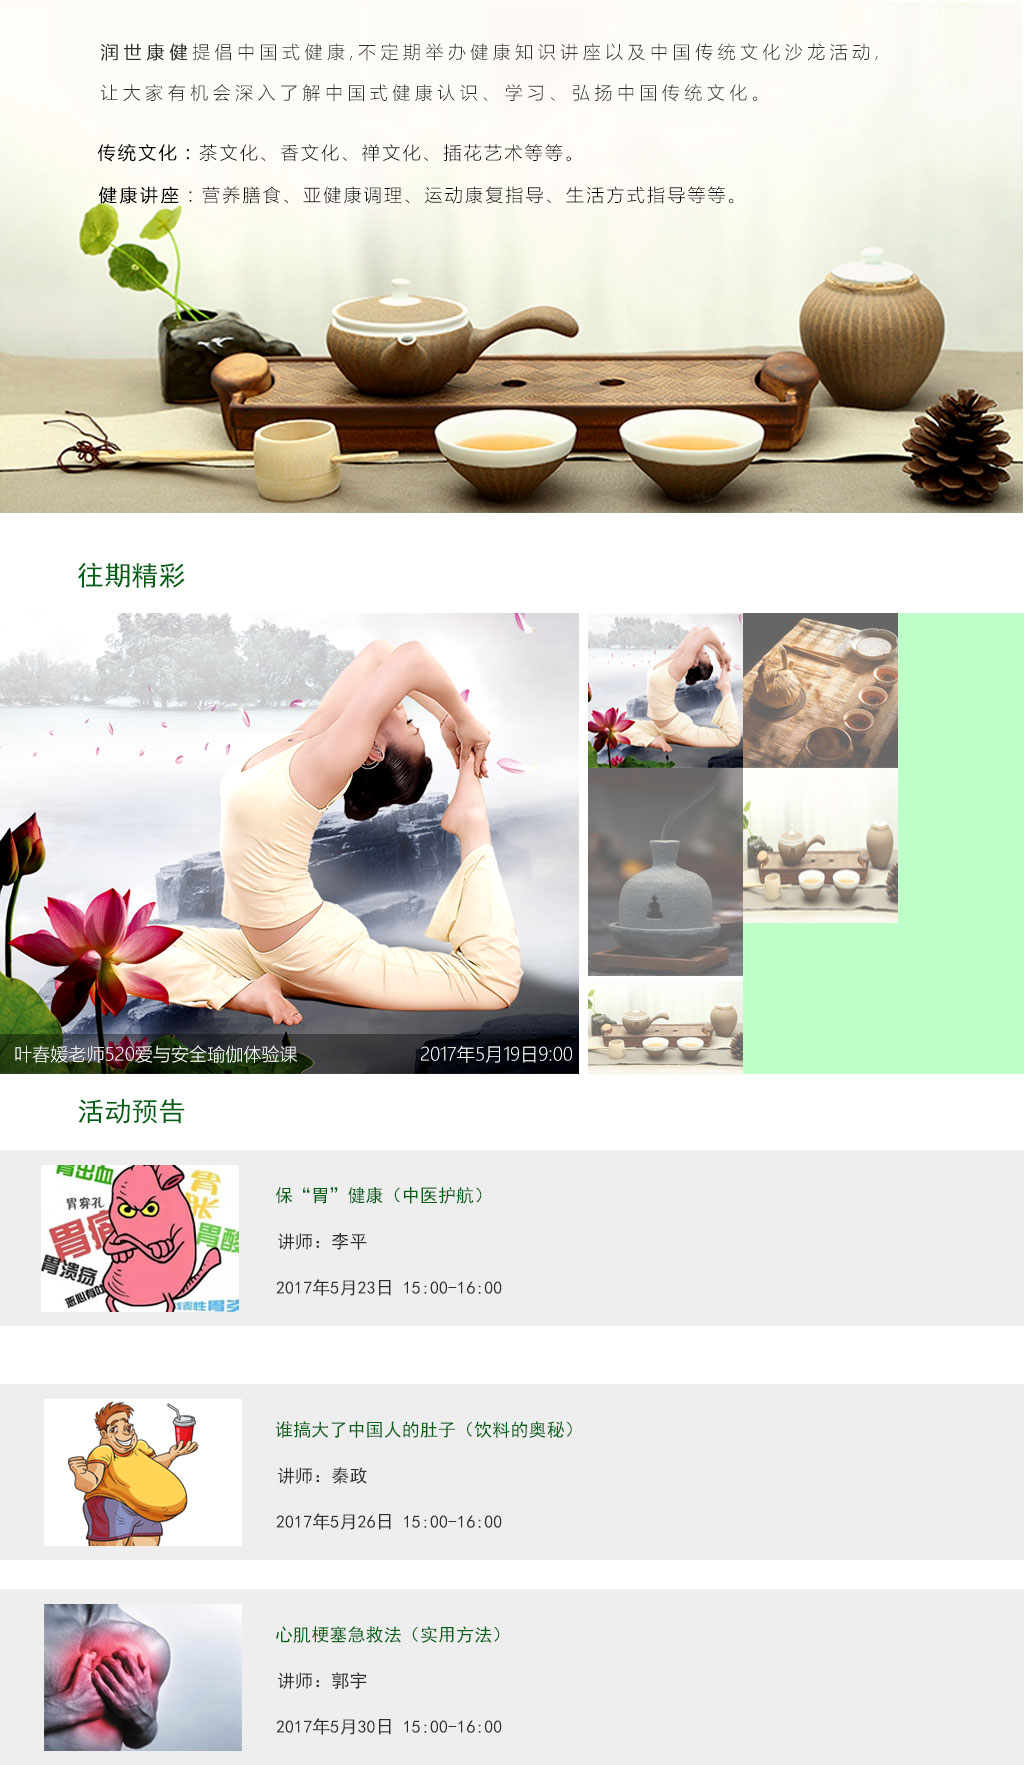 润世康健提倡中国式健康,不定期举办健康知识讲座以及中国传统文化沙龙活动,
让大家有机会深入了解中国式健康认识、学习、弘扬中国传统文化。
传统文化：茶文化、香文化、禅文化、插花艺术等等。
健康讲座：营养膳食、亚健康调理、运动康复指导、生活方式指导等等。
往期精彩
叶春媛老师520爱与安全瑜伽体验课 2017年5月19日9:00
活动预告
胃出血
胃胀
胃穿孔
胃痛
胃酸
胃溃疡
恶心有吐
保“胃”健康（中医护航）
讲师：李平
2017年5月23日 15:00-16:00
谁搞大了中国人的肚子（饮料的奥秘）
讲师：秦政
2017年5月26日 15:00-16:00
心肌梗塞急救法（实用方法）
讲师：郭宇
2017年5月30日 15:00-16:00